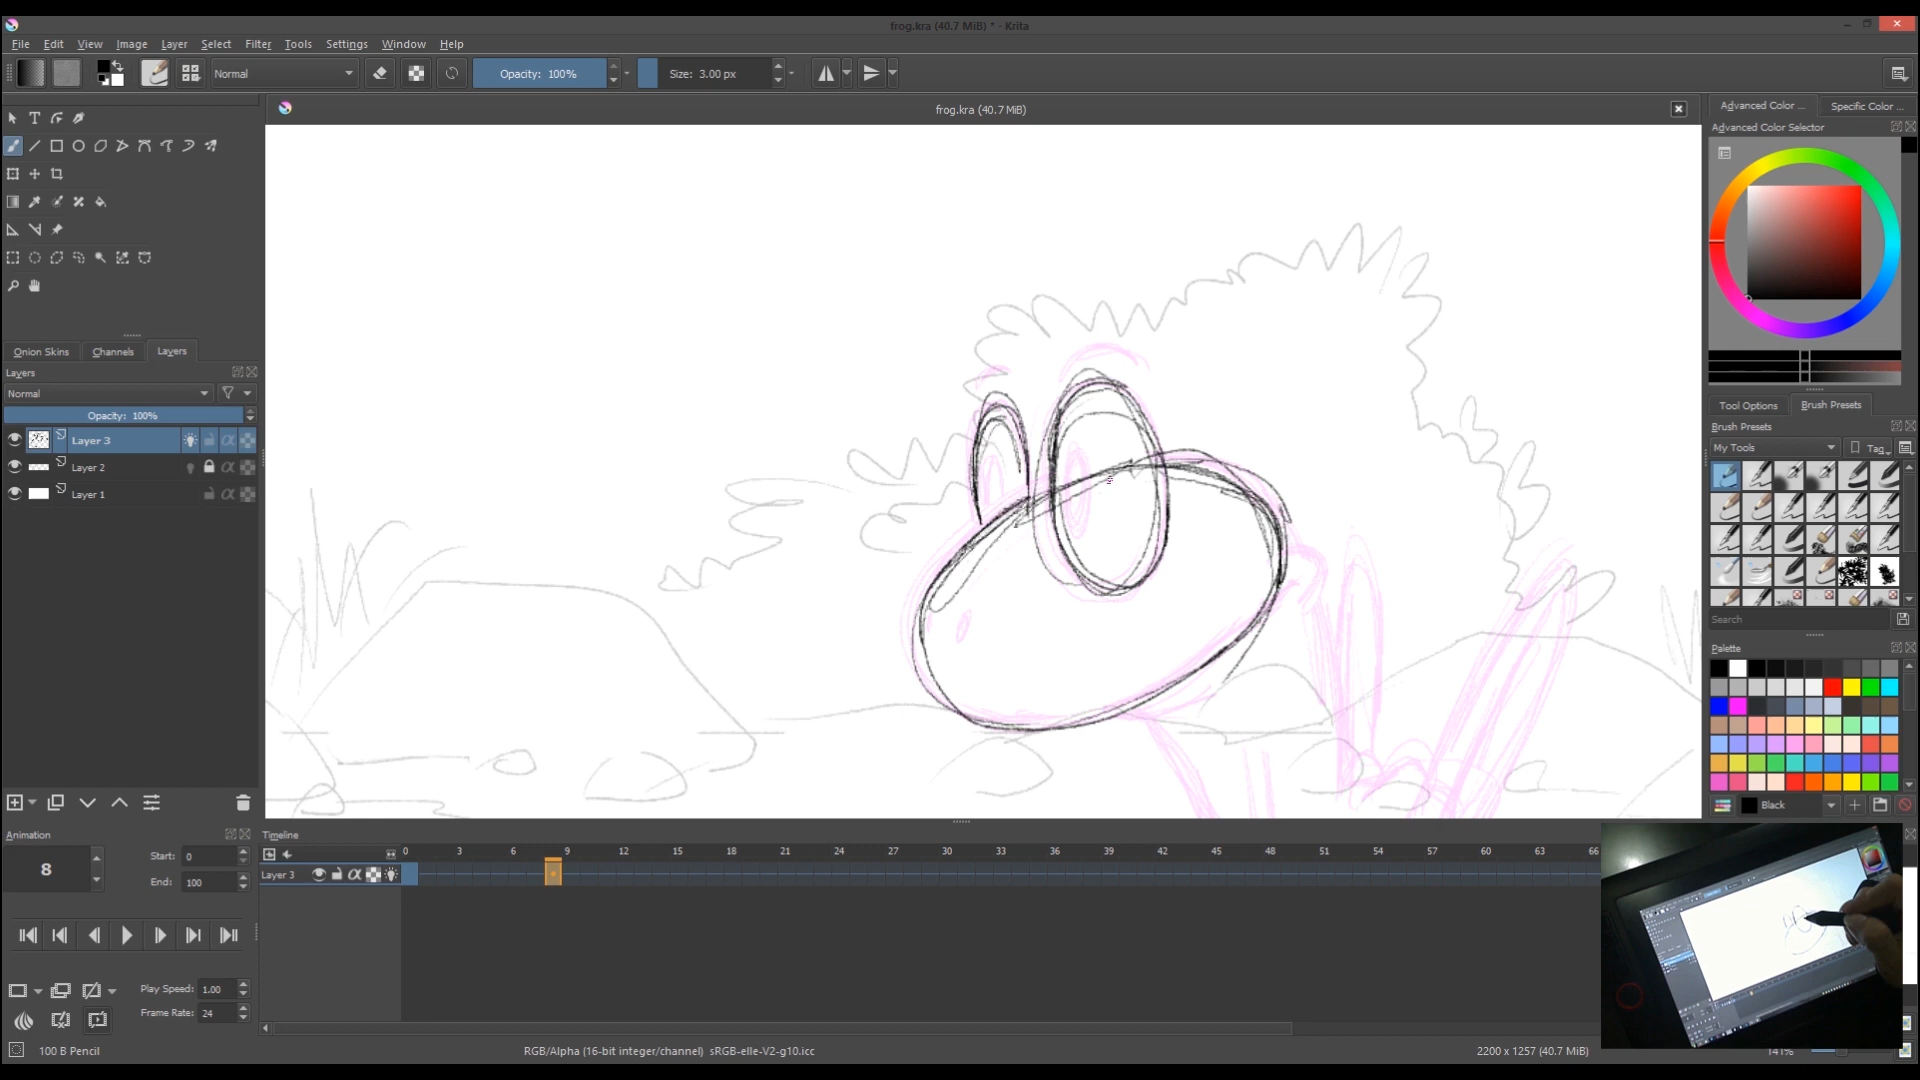 frog.kra (40.7 MiB) * - Krita
File Edit View Image Layer Select Filter Tools Settings Window Help
Normal Opacity: 100% Size: 3.00 px
frog.kra (40.7 MiB)
Advanced Color ... Specific Color ...
Advanced Color Selector
Onion Skins Channels Layers
Layers
Normal
Opacity: 100%
Layer 3
Layer 2
Layer 1
Tool Options Brush Presets
Brush Presets
My Tools Tag
Search
Palette
Black
Animation
8
Start: 0
End: 100
Timeline
0 3 6 9 12 15 18 21 24 27 30 33 36 39 42 45 48 51 54 57 60 63 66
Layer 3
Play Speed: 1.00
Frame Rate: 24
100 B Pencil
RGB/Alpha (16-bit integer/channel) sRGB-elle-V2-g10.icc
2200 x 1257 (40.7 MiB)
141%